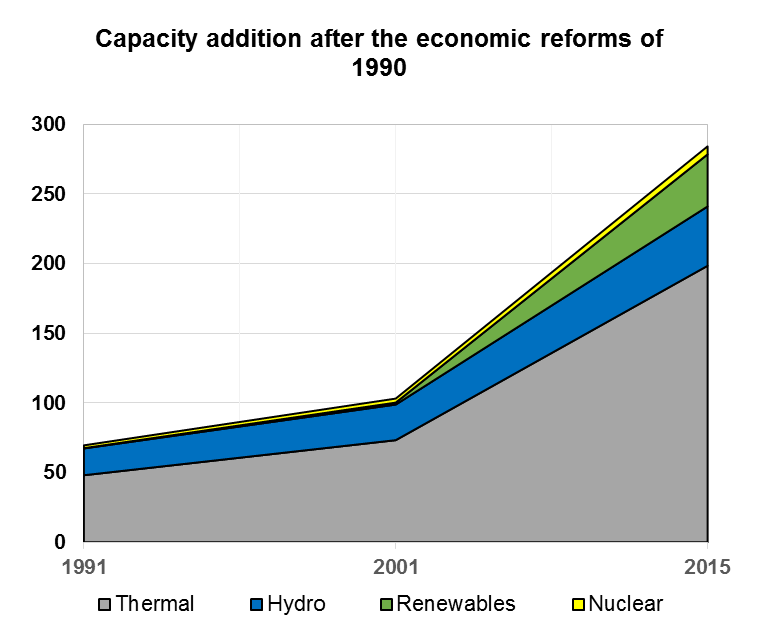 Capacity addition after the economic reforms of
1990
300
250
200
150
100
50
0
1991 2001 2015
Thermal Hydro Renewables Nuclear